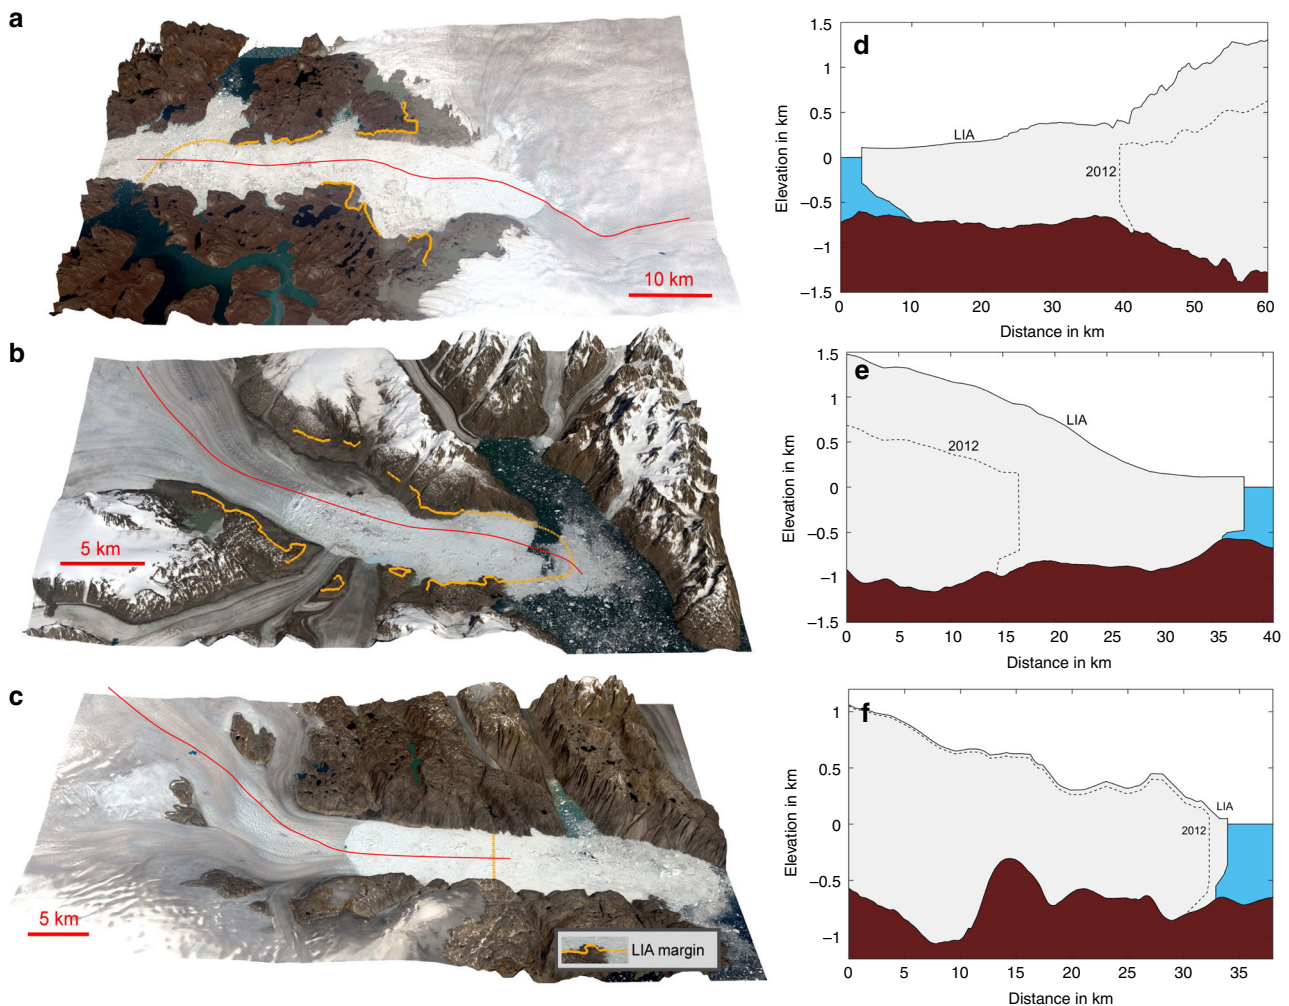 a
10 km
b
5 km
c
5 km
LIA margin
d
1.5
1
0.5
0
−0.5
−1
−1.5
Elevation in km
LIA
2012
0 10 20 30 40 50 60
Distance in km
e
1.5
1
0.5
0
−0.5
−1
−1.5
Elevation in km
LIA
2012
0 5 10 15 20 25 30 35 40
Distance in km
f
1
0.5
0
−0.5
−1
Elevation in km
LIA
2012
0 5 10 15 20 25 30 35
Distance in km